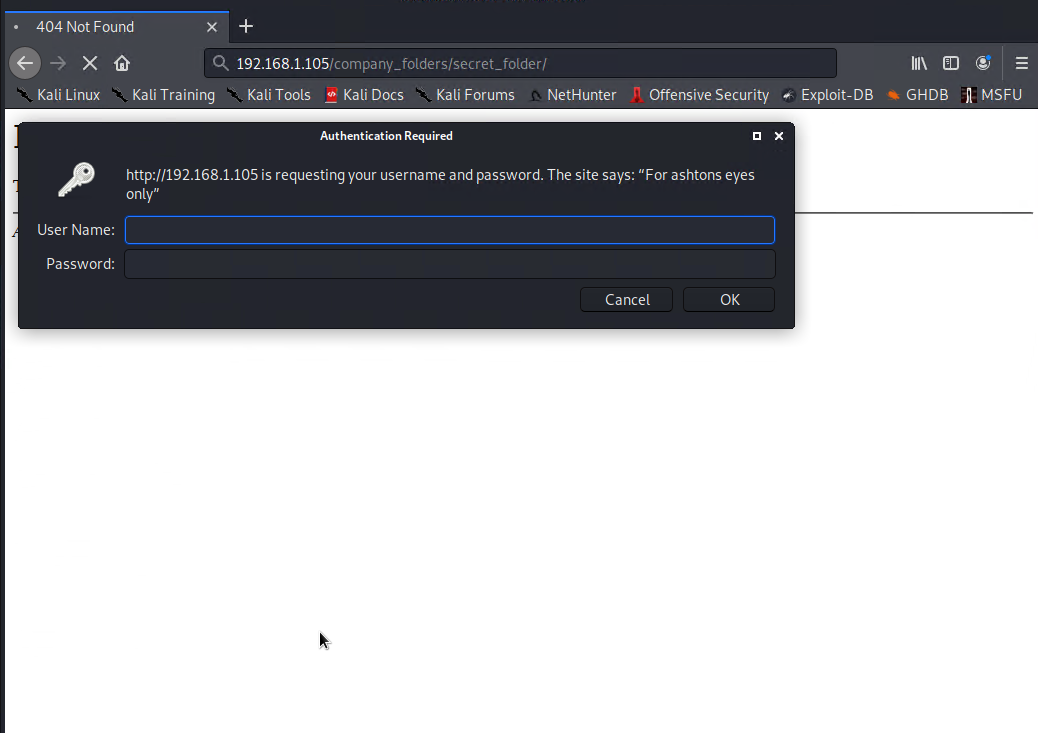 404 Not Found
192.168.1.105/company_folders/secret_folder/
Kali Linux Kali Training Kali Tools Kali Docs Kali Forums NetHunter Offensive Security Exploit-DB GHDB MSFU
Authentication Required
http://192.168.1.105 is requesting your username and password. The site says: “For ashtons eyes
only”
User Name:
Password:
Cancel OK